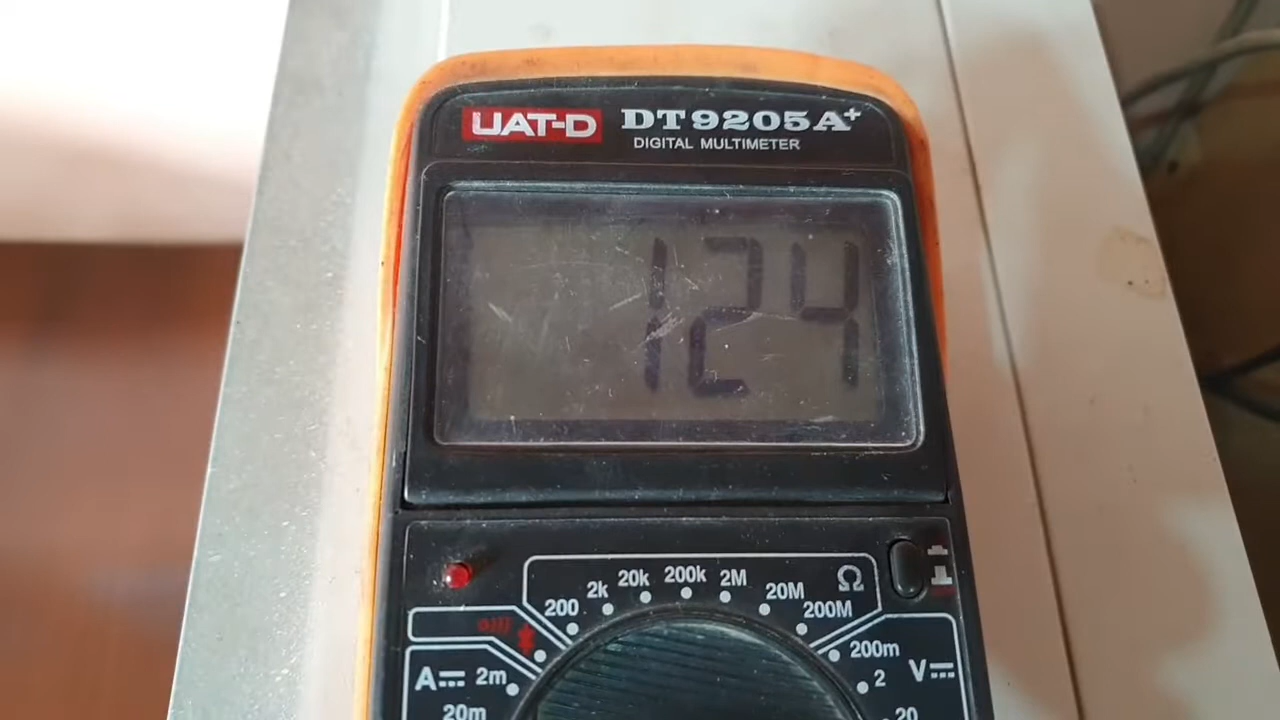 UAT-D DT9205A+
DIGITAL MULTIMETER
124
20k 200k 2M
2k 20M Ω
200 200M
200m
A 2m
V
2
20m
20